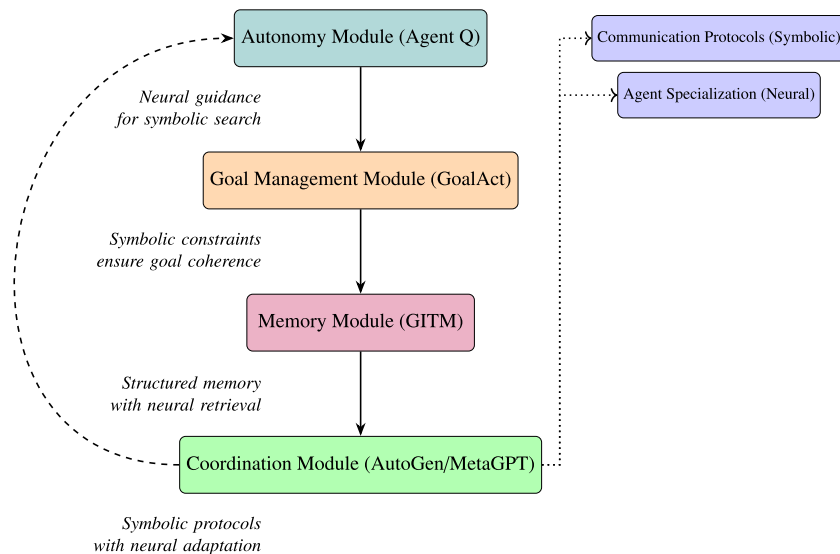 Autonomy Module (Agent Q)
Communication Protocols (Symbolic)
Agent Specialization (Neural)
Neural guidance
for symbolic search
Goal Management Module (GoalAct)
Symbolic constraints
ensure goal coherence
Memory Module (GITM)
Structured memory
with neural retrieval
Coordination Module (AutoGen/MetaGPT)
Symbolic protocols
with neural adaptation